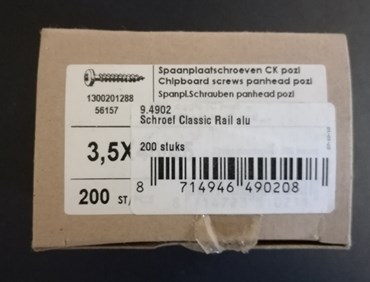 Spaanplaatschroeven CK pozi
Chipboard screws panhead pozi
Spanpl.Schrauben panhead pozi
1300201288
56157
9.4902
Schroef Classic Rail alu
3,5X
200 stuks
200 ST/
8 714946 490208